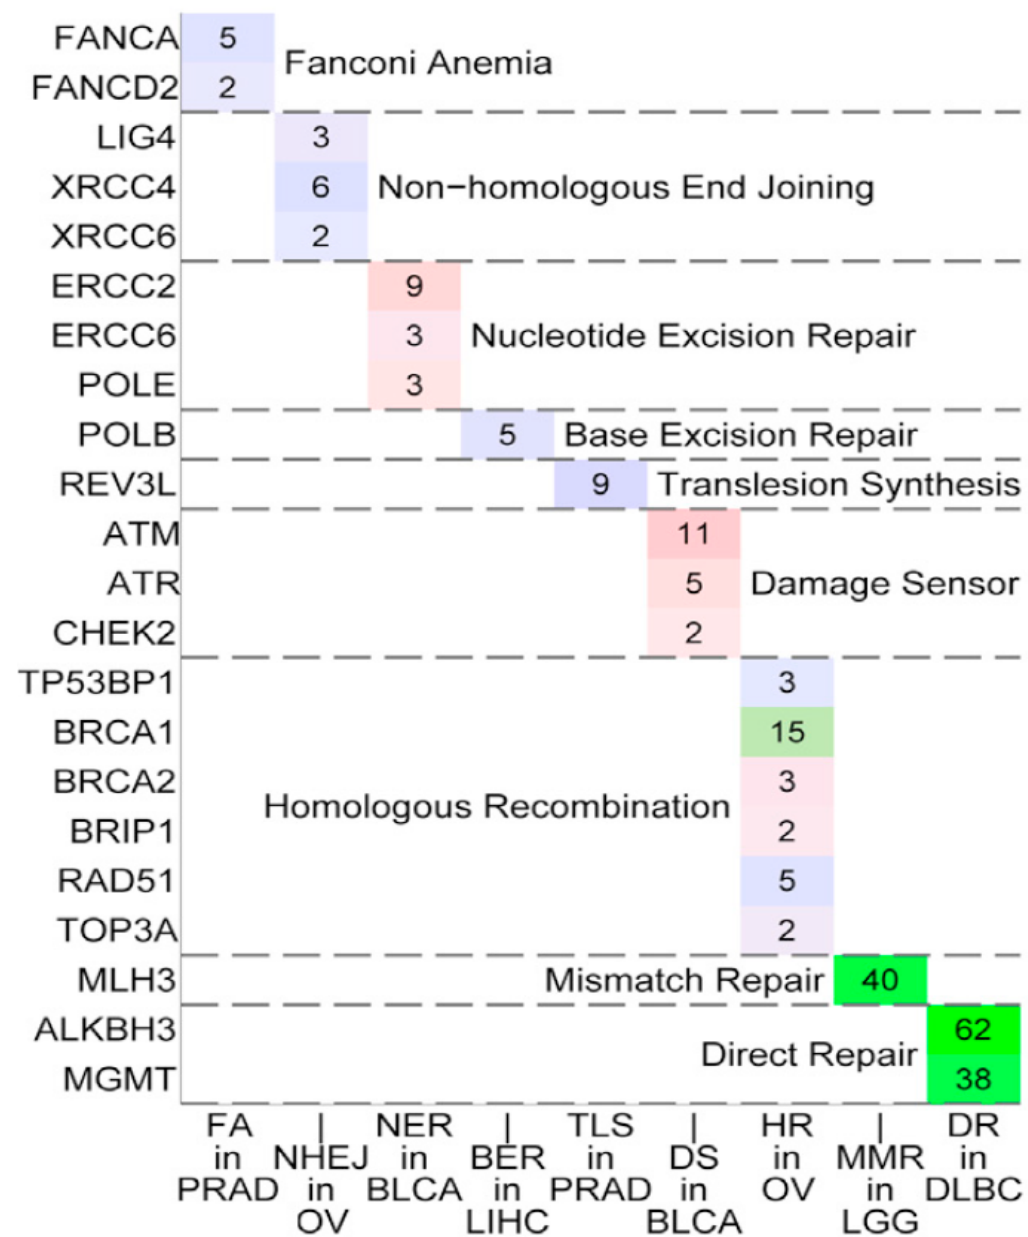 FANCA 5
Fanconi Anemia
FANCD2 2
LIG4 3
XRCC4 6 Non−homologous End Joining
XRCC6 2
ERCC2 9
ERCC6 3 Nucleotide Excision Repair
POLE 3
POLB 5 Base Excision Repair
REV3L 9 Translesion Synthesis
ATM 11
ATR 5 Damage Sensor
CHEK2 2
TP53BP1 3
BRCA1 15
BRCA2 3
Homologous Recombination
BRIP1 2
RAD51 5
TOP3A 2
MLH3 Mismatch Repair 40
ALKBH3 62
Direct Repair
MGMT 38
FA | NER | TLS | HR | DR
in NHEJ in BER in DS in MMR in
PRAD in BLCA in PRAD in OV in DLBC
OV LIHC BLCA LGG